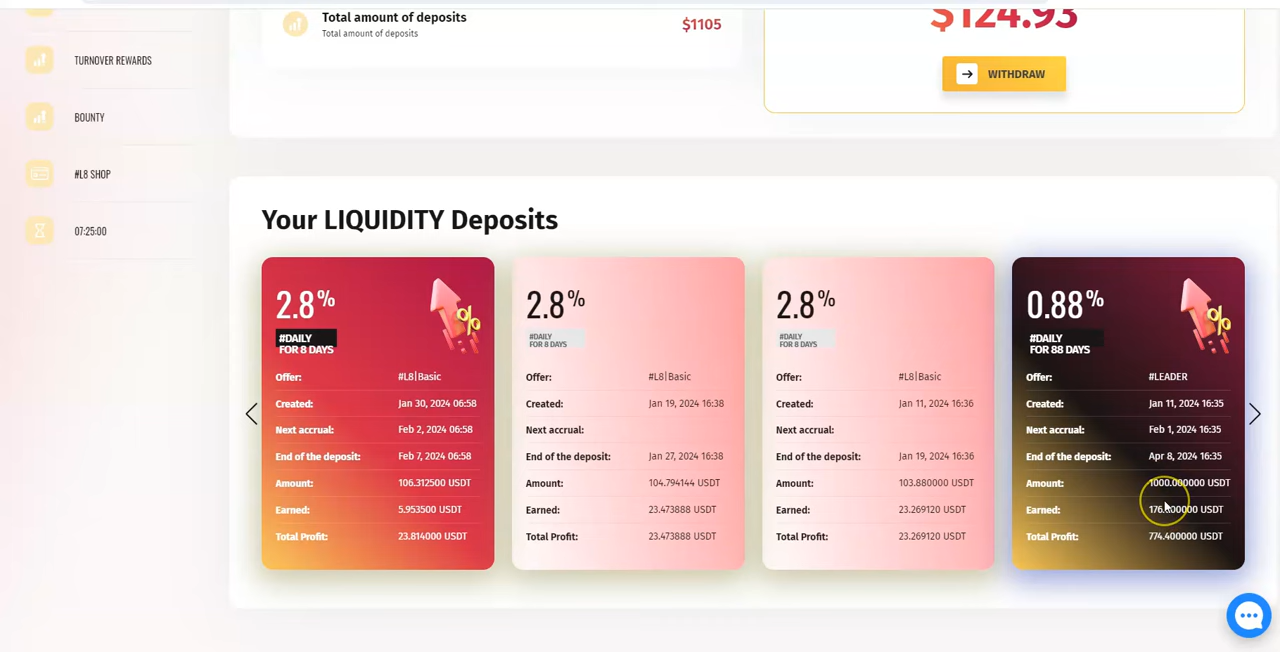 Total amount of deposits
Total amount of deposits
$1105
$124.93
WITHDRAW
TURNOVER REWARDS
BOUNTY
#L8 SHOP
07:25:00
Your LIQUIDITY Deposits
2.8%
#DAILY
FOR 8 DAYS
Offer: #L8|Basic
Created: Jan 30, 2024 06:58
Next accrual: Feb 2, 2024 06:58
End of the deposit: Feb 7, 2024 06:58
Amount: 106.312500 USDT
Earned: 5.953500 USDT
Total Profit: 23.814000 USDT
2.8%
#DAILY
FOR 8 DAYS
Offer: #L8|Basic
Created: Jan 19, 2024 16:38
Next accrual:
End of the deposit: Jan 27, 2024 16:38
Amount: 104.794144 USDT
Earned: 23.473888 USDT
Total Profit: 23.473888 USDT
2.8%
#DAILY
FOR 8 DAYS
Offer: #L8|Basic
Created: Jan 11, 2024 16:36
Next accrual:
End of the deposit: Jan 19, 2024 16:36
Amount: 103.880000 USDT
Earned: 23.269120 USDT
Total Profit: 23.269120 USDT
0.88%
#DAILY
FOR 88 DAYS
Offer: #LEADER
Created: Jan 11, 2024 16:35
Next accrual: Feb 1, 2024 16:35
End of the deposit: Apr 8, 2024 16:35
Amount: 1000.000000 USDT
Earned: 176.000000 USDT
Total Profit: 774.400000 USDT
%
%